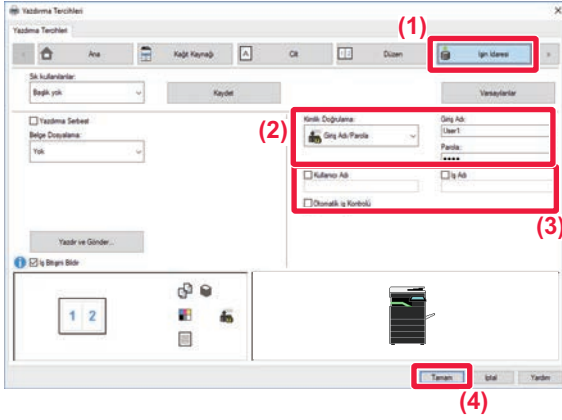 Yazdırma Tercihleri
Yazdırma Tercihleri
(1)
Ana
Kağıt Kaynağı
Cilt
Düzen
İşin İdaresi
Sık kullanılanlar:
Başlık yok
Kaydet
Varsayılanlar
Yazdırma Serbest
Belge Dosyalama:
Yok
(2)
Kimlik Doğrulama:
Giriş Adı/Parola
Giriş Adı:
User1
Parola:
Kullanıcı Adı
İş Adı
Otomatik iş Kontrolü
(3)
Yazdır ve Gönder...
İş Bitişini Bildir
1 2
Tamam
İptal
Yardım
(4)